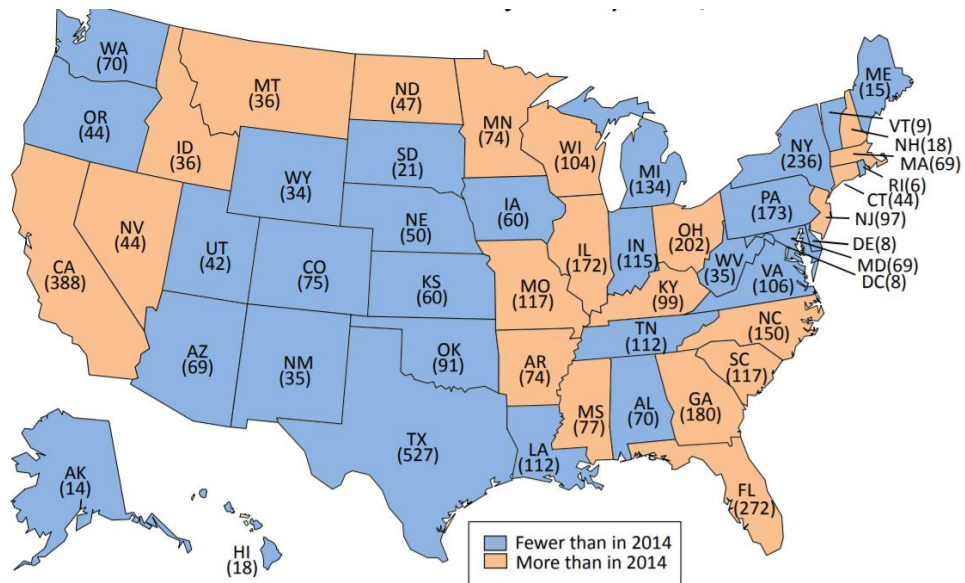 WA
(70)
OR
(44)
CA
(388)
NV
(44)
ID
(36)
MT
(36)
WY
(34)
UT
(42)
AZ
(69)
CO
(75)
NM
(35)
ND
(47)
SD
(21)
NE
(50)
KS
(60)
OK
(91)
TX
(527)
MN
(74)
IA
(60)
MO
(117)
AR
(74)
LA
(112)
WI
(104)
IL
(172)
MS
(77)
MI
(134)
IN
(115)
KY
(99)
TN
(112)
AL
(70)
OH
(202)
WV
(35)
GA
(180)
FL
(272)
SC
(117)
NC
(150)
VA
(106)
PA
(173)
NY
(236)
ME
(15)
VT(9)
NH(18)
MA(69)
RI(6)
CT(44)
NJ(97)
DE(8)
MD(69)
DC(8)
AK
(14)
HI
(18)
Fewer than in 2014
More than in 2014